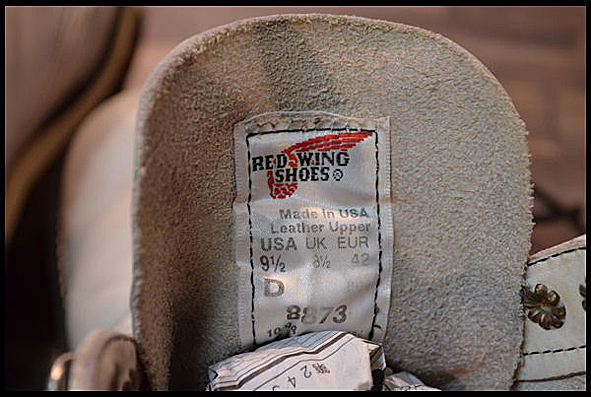 RED WING
SHOES ®
Made in USA
Leather Upper
USA UK EUR
9½ 8½ 42
D
8873